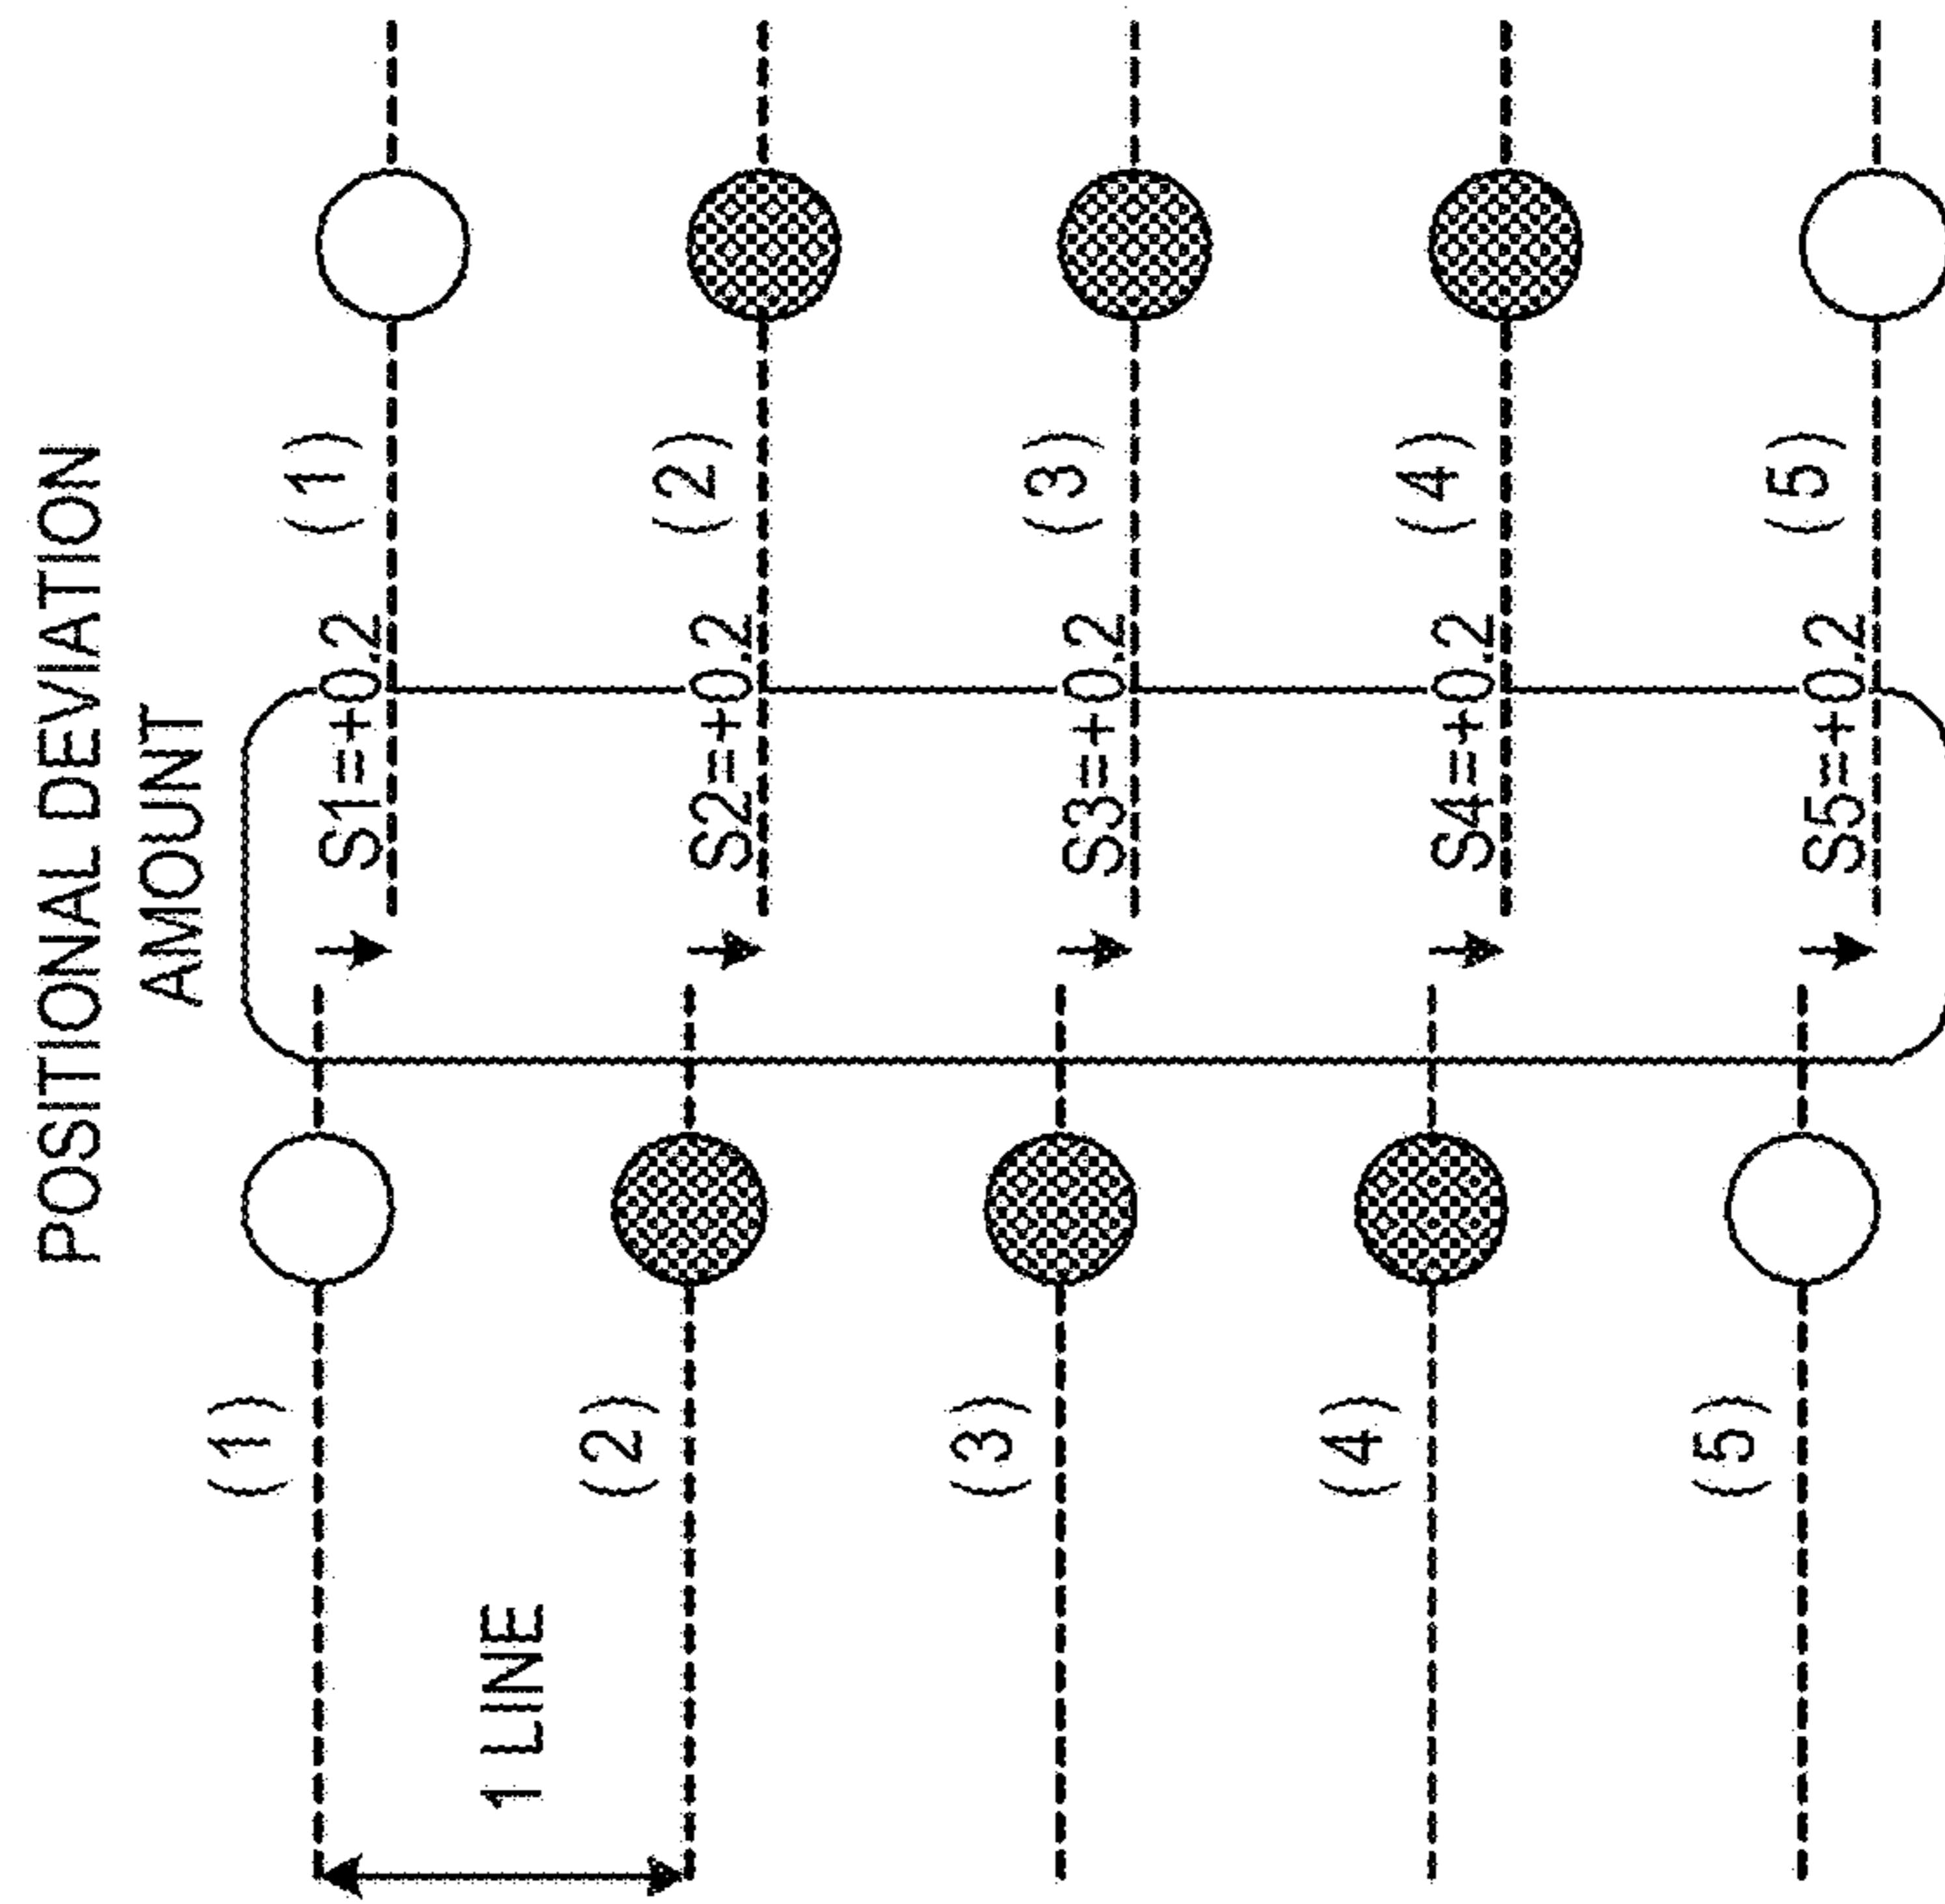 POSITIONAL DEVIATION
AMOUNT
(1)
S1=+0.2 (1)
1 LINE
(2)
S2=+0.2 (2)
(3)
S3=+0.2 (3)
(4)
S4=+0.2 (4)
(5)
S5=+0.2 (5)